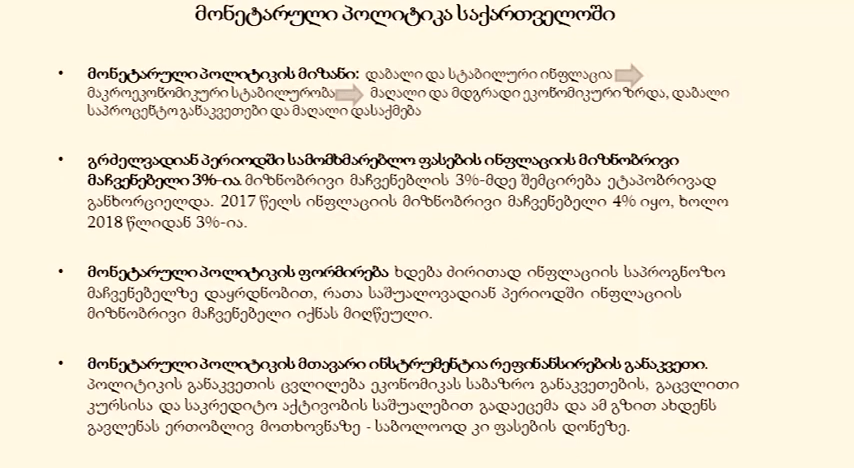 მონეტარული პოლიტიკა საქართველოში
• მონეტარული პოლიტიკის მიზანი: დაბალი და სტაბილური ინფლაცია
მაკროეკონომიკური სტაბილურობა მაღალი და მდგრადი ეკონომიკური ზრდა, დაბალი
საპროცენტო განაკვეთები და მაღალი დასაქმება
• გრძელვადიან პერიოდში სამომხმარებლო ფასების ინფლაციის მიზნობრივი
მაჩვენებელი 3%-ია. მიზნობრივი მაჩვენებლის 3%-მდე შემცირება ეტაპობრივად
განხორციელდა. 2017 წელს ინფლაციის მიზნობრივი მაჩვენებელი 4% იყო, ხოლო
2018 წლიდან 3%-ია.
• მონეტარული პოლიტიკის ფორმირება ხდება ძირითად ინფლაციის საპროგნოზო
მაჩვენებელზე დაყრდნობით, რათა საშუალოვადიან პერიოდში ინფლაციის
მიზნობრივი მაჩვენებელი იქნას მიღწეული.
• მონეტარული პოლიტიკის მთავარი ინსტრუმენტია რეფინანსირების განაკვეთი.
პოლიტიკის განაკვეთის ცვლილება ეკონომიკას საბაზრო განაკვეთების, გაცვლითი
კურსისა და საკრედიტო აქტივობის საშუალებით გადაეცემა და ამ გზით ახდენს
გავლენას ერთობლივ მოთხოვნაზე - საბოლოოდ კი ფასების დონეზე.